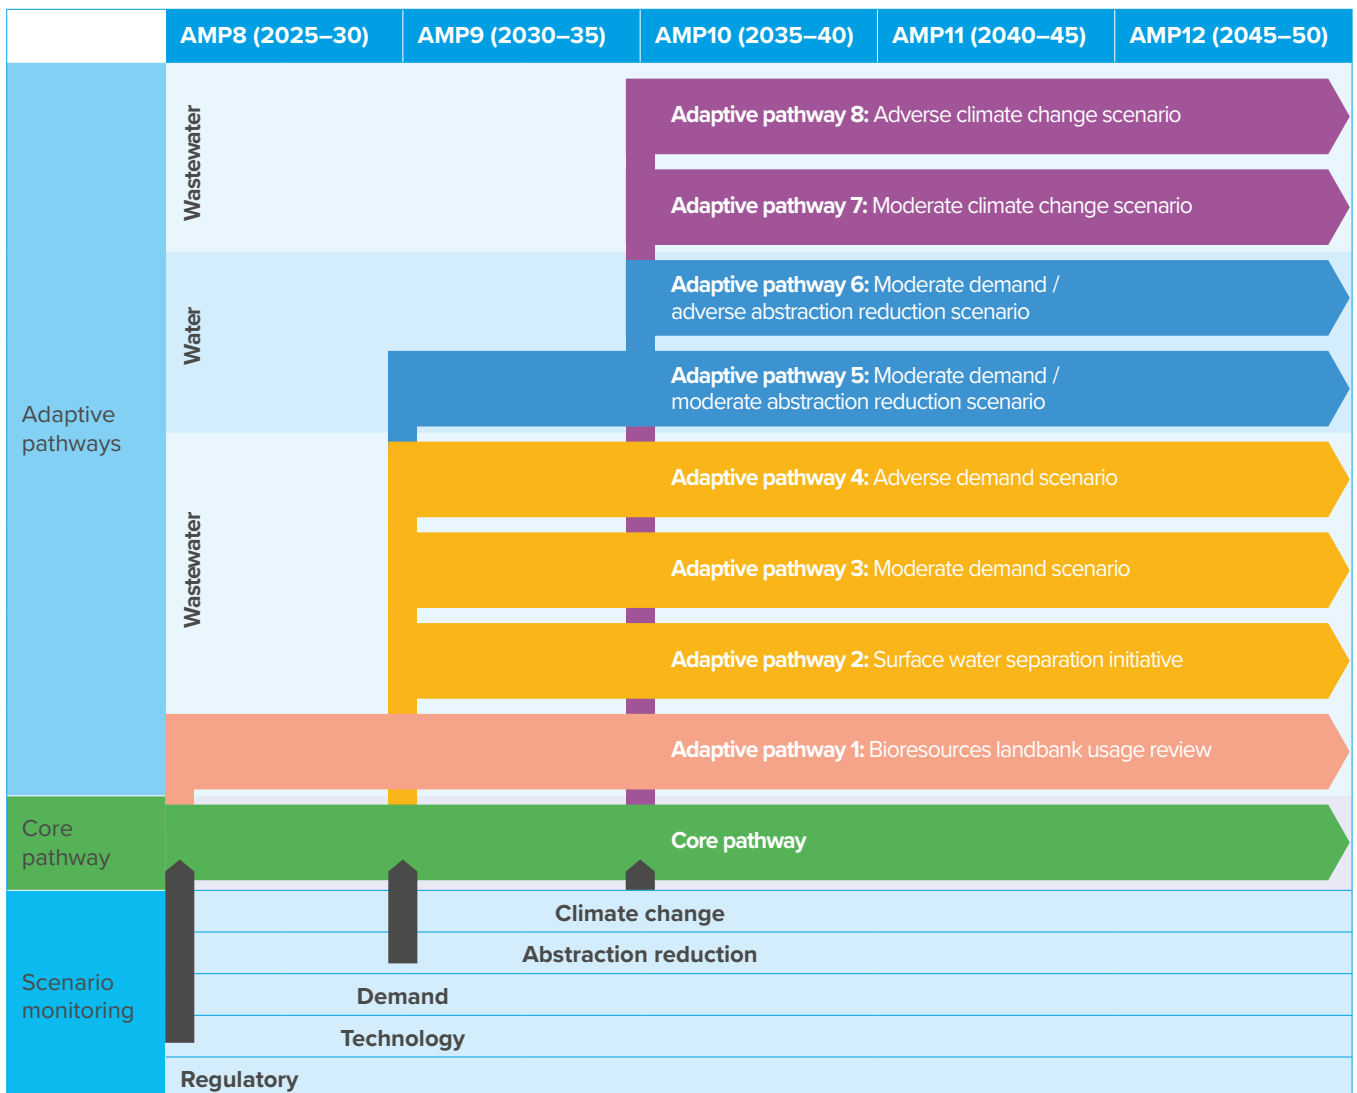 AMP8 (2025–30) AMP9 (2030–35) AMP10 (2035–40) AMP11 (2040–45) AMP12 (2045–50)
Adaptive
pathways
Wastewater
Adaptive pathway 8: Adverse climate change scenario
Adaptive pathway 7: Moderate climate change scenario
Water
Adaptive pathway 6: Moderate demand /
adverse abstraction reduction scenario
Adaptive pathway 5: Moderate demand /
moderate abstraction reduction scenario
Wastewater
Adaptive pathway 4: Adverse demand scenario
Adaptive pathway 3: Moderate demand scenario
Adaptive pathway 2: Surface water separation initiative
Adaptive pathway 1: Bioresources landbank usage review
Core
pathway
Core pathway
Scenario
monitoring
Climate change
Abstraction reduction
Demand
Technology
Regulatory